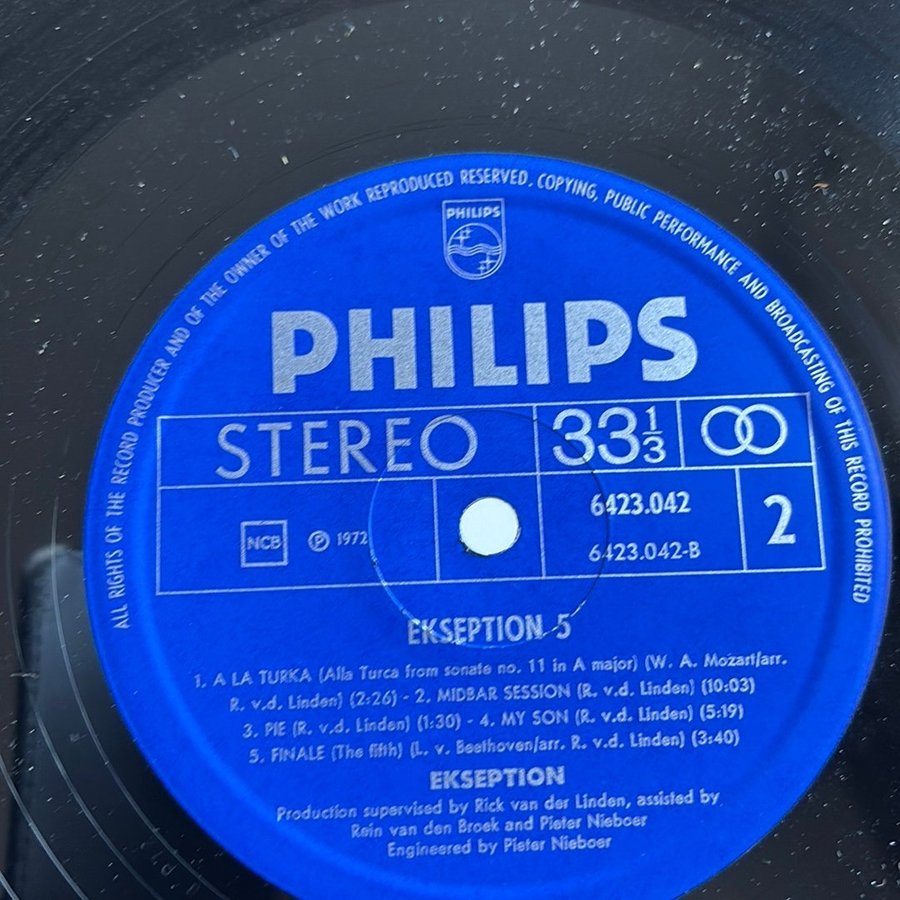 ALL RIGHTS OF THE RECORD PRODUCER AND OF THE OWNER OF THE WORK REPRODUCED RESERVED. COPYING, PUBLIC PERFORMANCE AND BROADCASTING OF THIS RECORD PROHIBITED
PHILIPS
PHILIPS
STEREO 33⅓
NCB Ⓟ 1972 6423.042 2
6423.042-B
EKSEPTION 5
1. A LA TURKA (Alla Turca from sonate no. 11 in A major) (W. A. Mozart/arr.
R. v.d. Linden) (2:26) - 2. MIDBAR SESSION (R. v.d. Linden) (10:03)
3. PIE (R. v.d. Linden) (1:30) - 4. MY SON (R. v.d. Linden) (5:19)
5. FINALE (The fifth) (L. v. Beethoven/arr. R. v.d. Linden) (3:40)
EKSEPTION
Production supervised by Rick van der Linden, assisted by
Rein van den Broek and Pieter Nieboer
Engineered by Pieter Nieboer